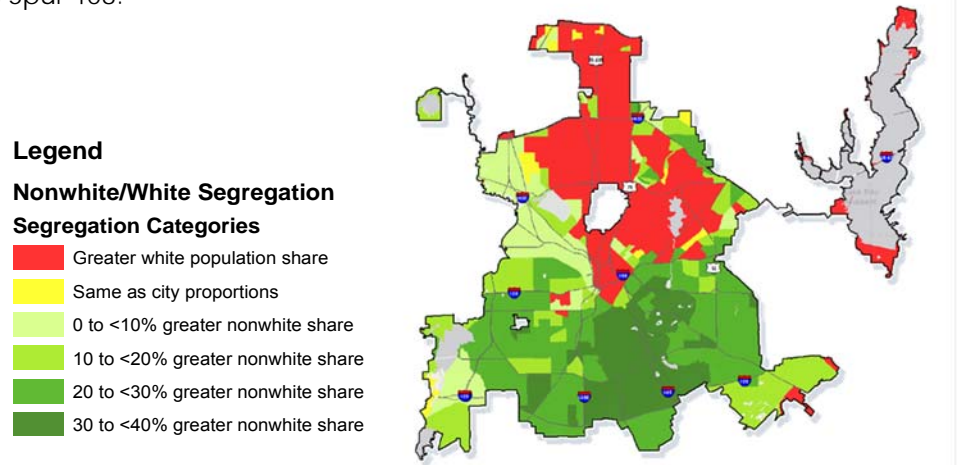 Legend
Nonwhite/White Segregation
Segregation Categories
Greater white population share
Same as city proportions
0 to <10% greater nonwhite share
10 to <20% greater nonwhite share
20 to <30% greater nonwhite share
30 to <40% greater nonwhite share